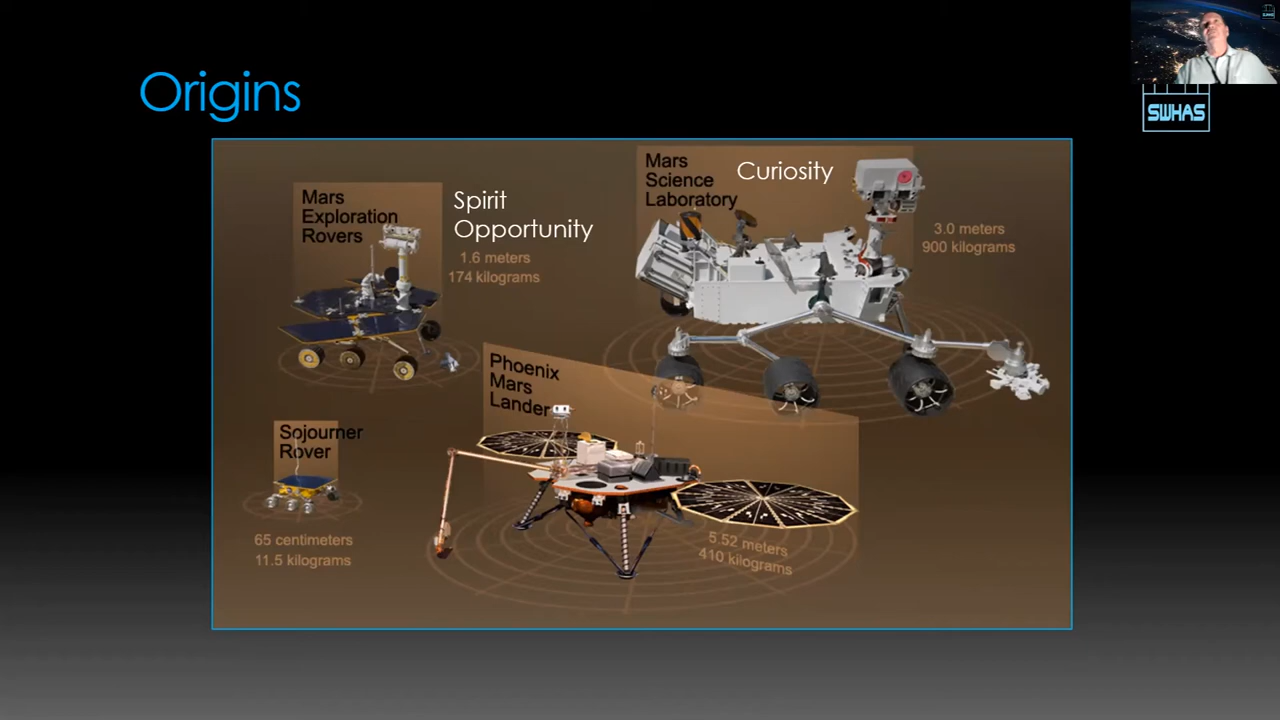 Origins
SWHAS
Mars
Exploration
Rovers
Spirit
Opportunity
1.6 meters
174 kilograms
Mars
Science
Laboratory
Curiosity
3.0 meters
900 kilograms
Phoenix
Mars
Lander
5.52 meters
410 kilograms
Sojourner
Rover
65 centimeters
11.5 kilograms